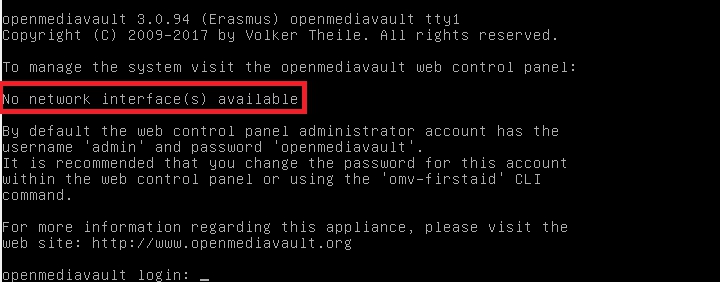 openmediavault 3.0.94 (Erasmus) openmediavault tty1
Copyright (C) 2009-2017 by Volker Theile. All rights reserved.
To manage the system visit the openmediavault web control panel:
No network interface(s) available
By default the web control panel administrator account has the
username 'admin' and password 'openmediavault'.
It is recommended that you change the password for this account
within the web control panel or using the 'omv-firstaid' CLI
command.
For more information regarding this appliance, please visit the
web site: http://www.openmediavault.org
openmediavault login: _